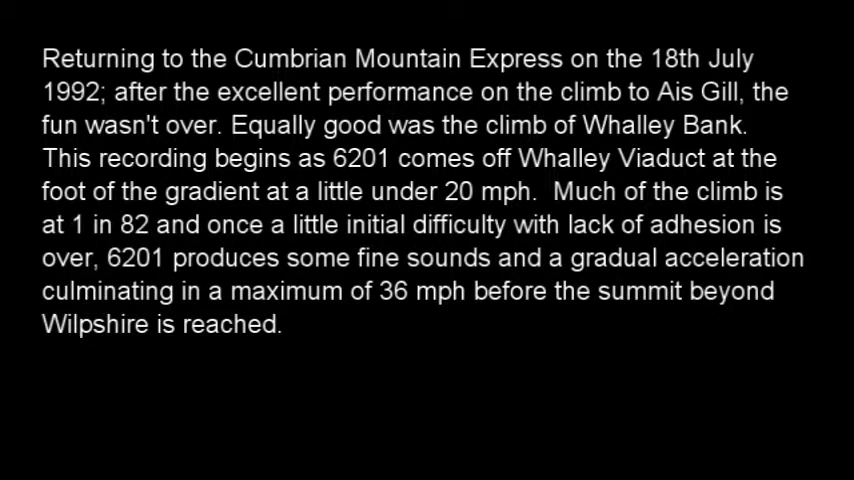 Returning to the Cumbrian Mountain Express on the 18th July
1992; after the excellent performance on the climb to Ais Gill, the
fun wasn't over. Equally good was the climb of Whalley Bank.
This recording begins as 6201 comes off Whalley Viaduct at the
foot of the gradient at a little under 20 mph.  Much of the climb is
at 1 in 82 and once a little initial difficulty with lack of adhesion is
over, 6201 produces some fine sounds and a gradual acceleration
culminating in a maximum of 36 mph before the summit beyond
Wilpshire is reached.